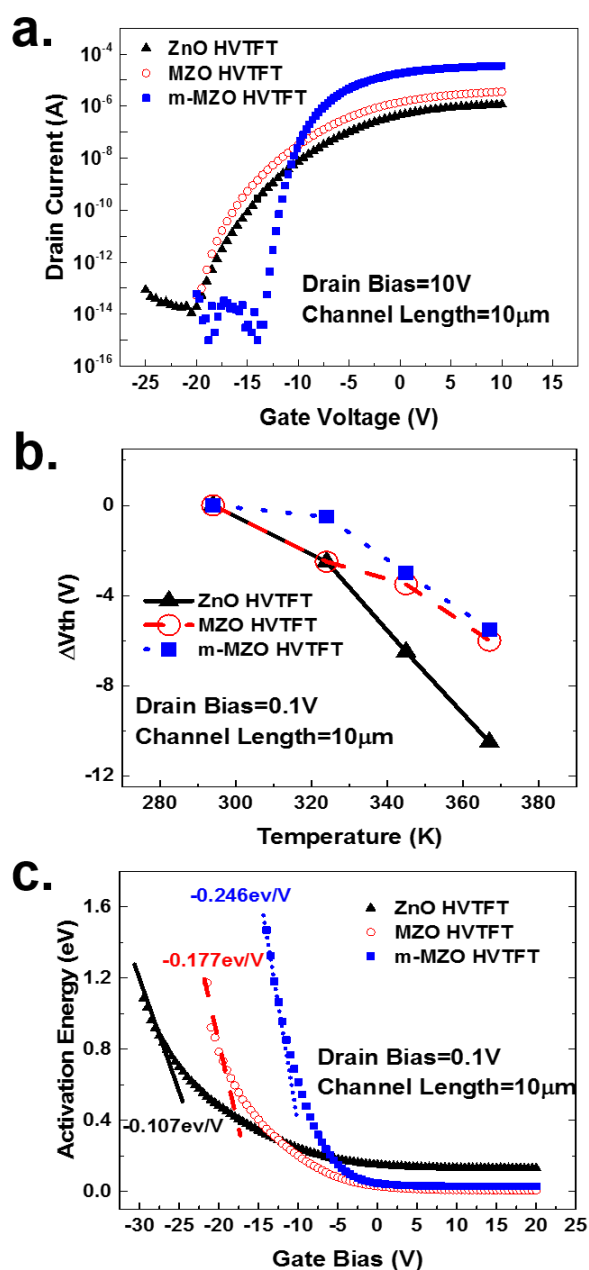 a.
ZnO HVTFT
MZO HVTFT
m-MZO HVTFT
Drain Current (A)
10⁻⁴
10⁻⁶
10⁻⁸
10⁻¹⁰
10⁻¹²
10⁻¹⁴
10⁻¹⁶
Drain Bias=10V
Channel Length=10μm
-25 -20 -15 -10 -5 0 5 10 15
Gate Voltage (V)
b.
ΔVth (V)
0
-4
-8
-12
ZnO HVTFT
MZO HVTFT
m-MZO HVTFT
Drain Bias=0.1V
Channel Length=10μm
280 300 320 340 360 380
Temperature (K)
c.
Activation Energy (eV)
1.6
1.2
0.8
0.4
0.0
-0.246ev/V
-0.177ev/V
-0.107ev/V
ZnO HVTFT
MZO HVTFT
m-MZO HVTFT
Drain Bias=0.1V
Channel Length=10μm
-30 -25 -20 -15 -10 -5 0 5 10 15 20 25
Gate Bias (V)